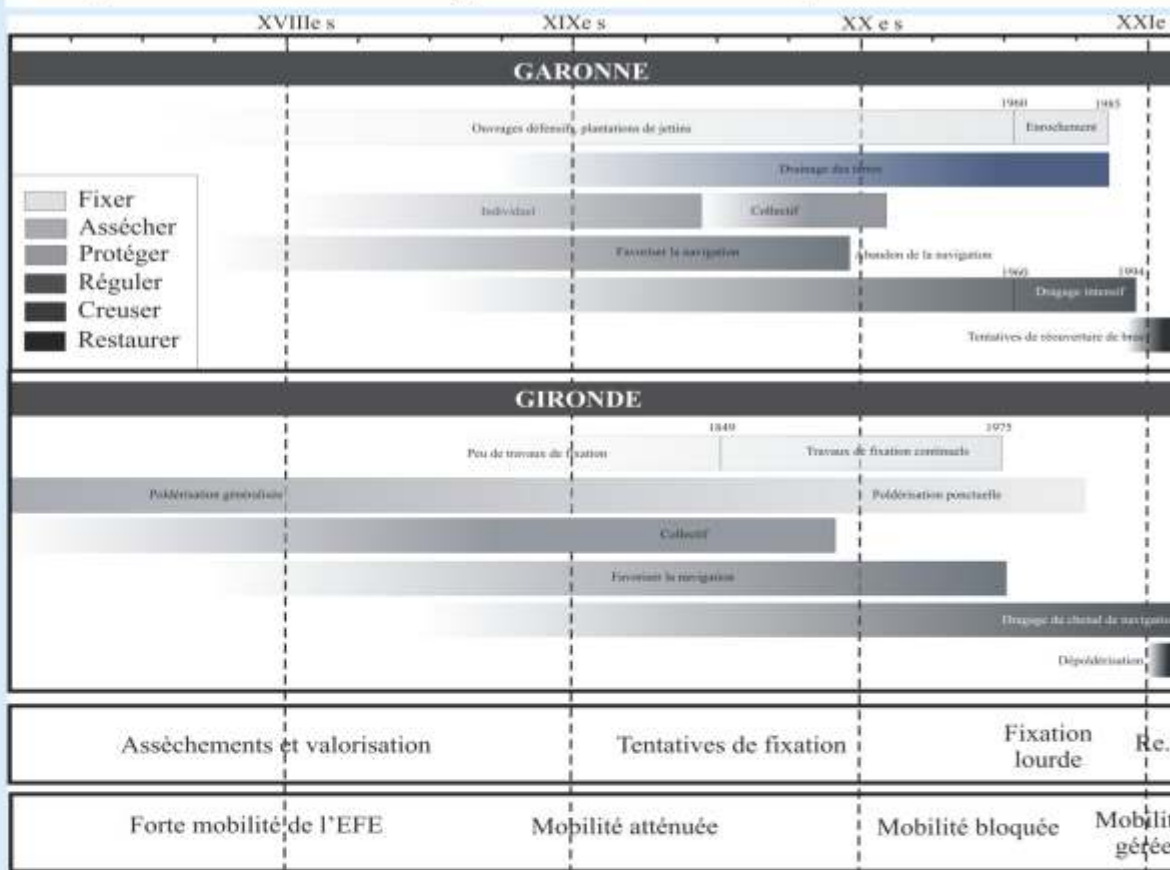 XVIIIe s XIXe s XX e s XXIe
GARONNE
1960 1985
Ouvrages défensifs, plantations de jettins Enrochement
Drainage des terres
Fixer
Assécher
Protéger
Réguler
Creuser
Restaurer
Individuel Collectif
Favoriser la navigation Abandon de la navigation
1960 1994
Dragage intensif
Tentatives de réouverture de bras
GIRONDE
1849 1975
Peu de travaux de fixation Travaux de fixation continuels
Poldérisation généralisée Poldérisation ponctuelle
Collectif
Favoriser la navigation
Dragage du chenal de navigatio
Dépoldérisation
Assèchements et valorisation Tentatives de fixation Fixation lourde Re.
Forte mobilité de l'EFE Mobilité atténuée Mobilité bloquée Mobilit gérée